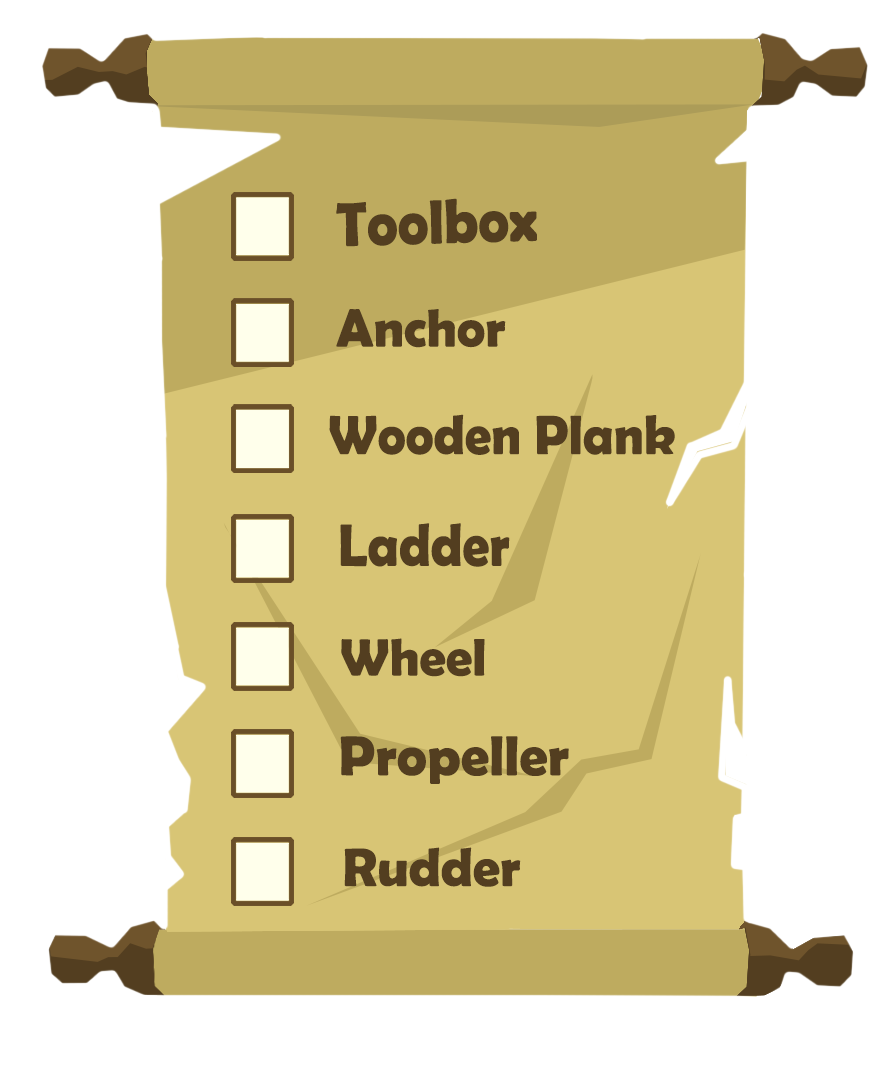 Toolbox
Anchor
Wooden Plank
Ladder
Wheel
Propeller
Rudder